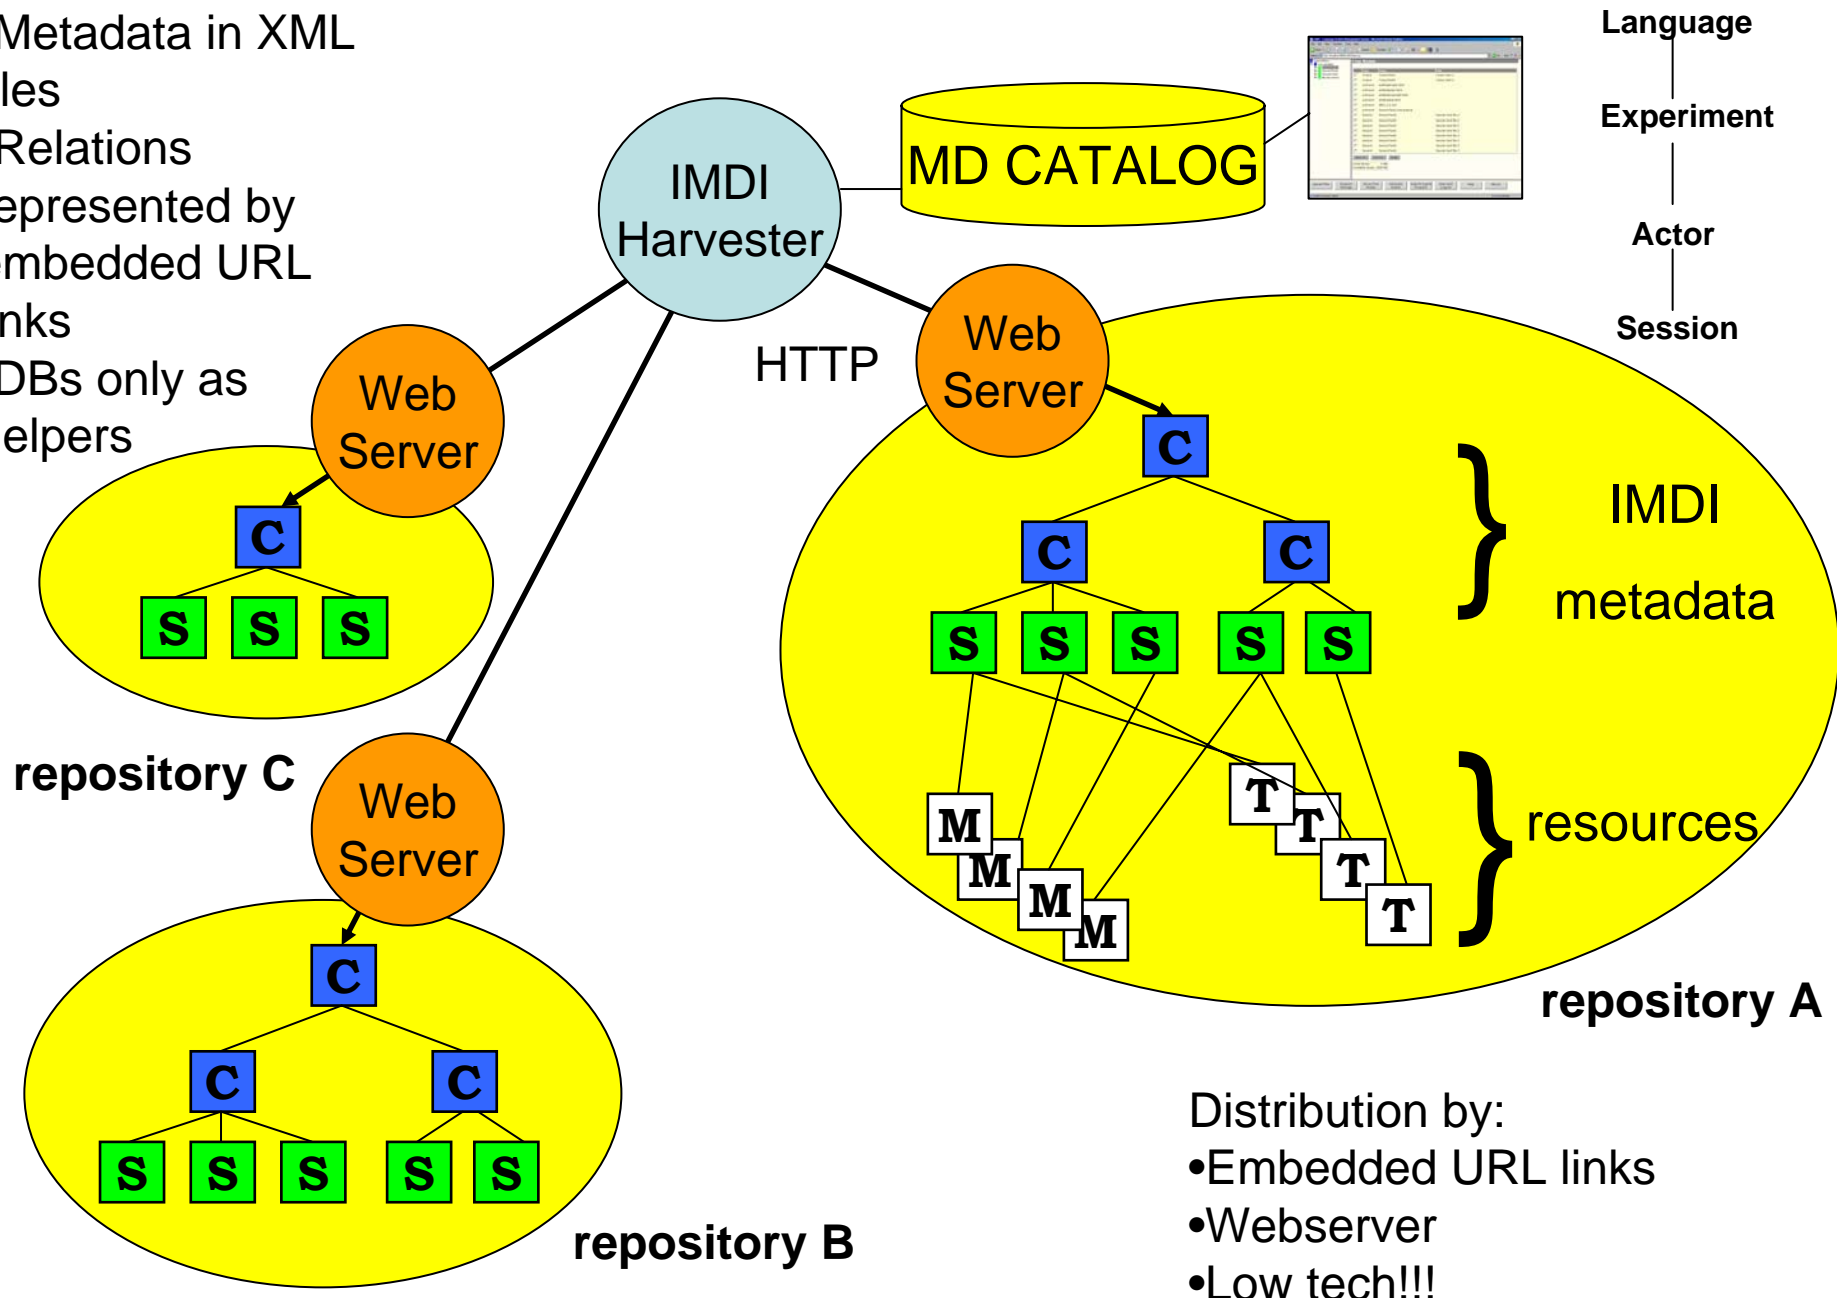 Metadata in XML
les
Relations
epresented by
embedded URL
nks
DBs only as
elpers
IMDI
Harvester
MD CATALOG
Language
Experiment
Actor
Session
HTTP
Web
Server
C
C
C
S
S
S
S
S
M
M
M
M
T
T
T
T
}
IMDI
metadata
}
resources
repository A
Web
Server
C
S
S
S
repository C
Web
Server
C
C
C
S
S
S
S
S
repository B
Distribution by:
•Embedded URL links
•Webserver
•Low tech!!!